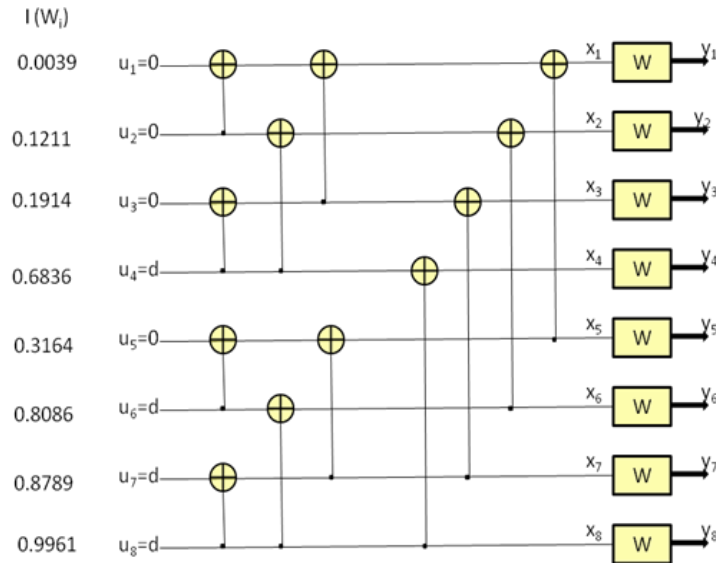 I (Wᵢ)
0.0039 u₁=0 x₁ W y₁
0.1211 u₂=0 x₂ W y₂
0.1914 u₃=0 x₃ W y₃
0.6836 u₄=d x₄ W y₄
0.3164 u₅=0 x₅ W y₅
0.8086 u₆=d x₆ W y₆
0.8789 u₇=d x₇ W y₇
0.9961 u₈=d x₈ W y₈